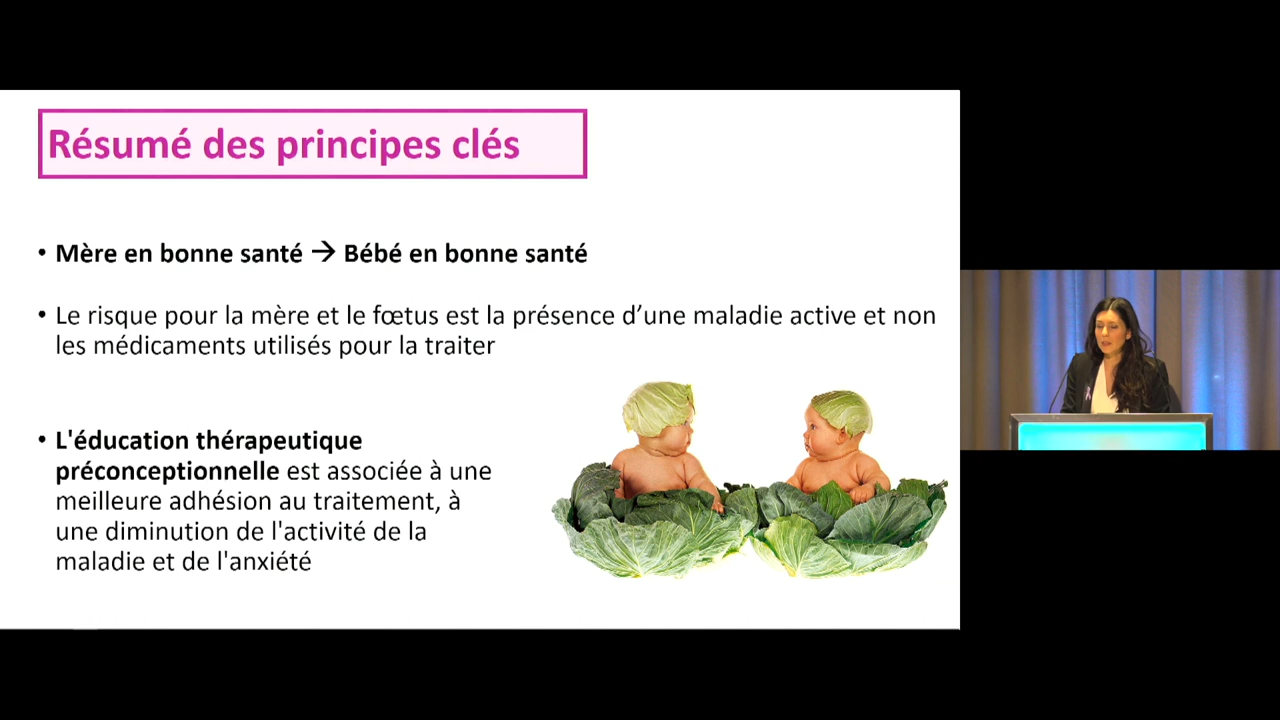 Résumé des principes clés
• Mère en bonne santé → Bébé en bonne santé
• Le risque pour la mère et le fœtus est la présence d’une maladie active et non
les médicaments utilisés pour la traiter
• L'éducation thérapeutique
préconceptionnelle est associée à une
meilleure adhésion au traitement, à
une diminution de l'activité de la
maladie et de l'anxiété